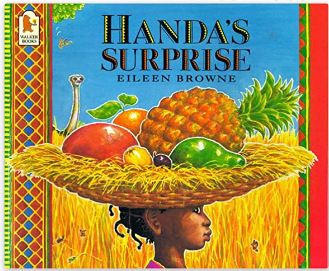 WALKER
BOOKS
HANDA'S
SURPRISE
EILEEN BROWNE